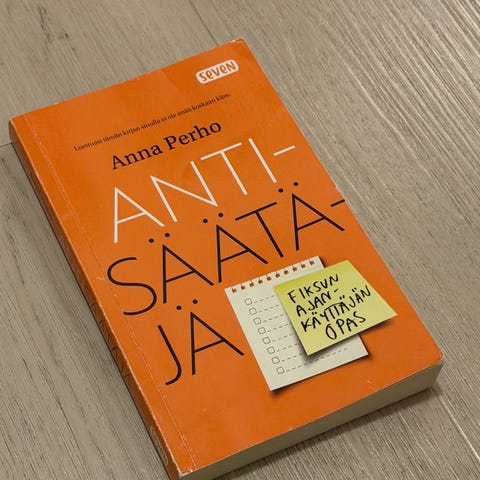 SEVEN
Luettuasi tämän kirjan sinulla ei ole enää koskaan kiire.
Anna Perho
ANTI-
SÄÄTÄ-
JÄ
FIKSUN
AJAN-
KÄYTTÄJÄN
OPAS